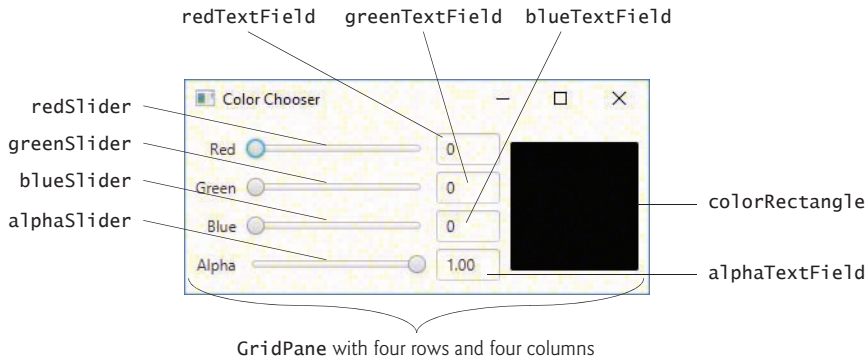 redTextField greenTextField blueTextField
Color Chooser
redSlider
Red 0
greenSlider
Green 0
blueSlider
Blue 0
colorRectangle
alphaSlider
Alpha 1.00
alphaTextField
GridPane with four rows and four columns